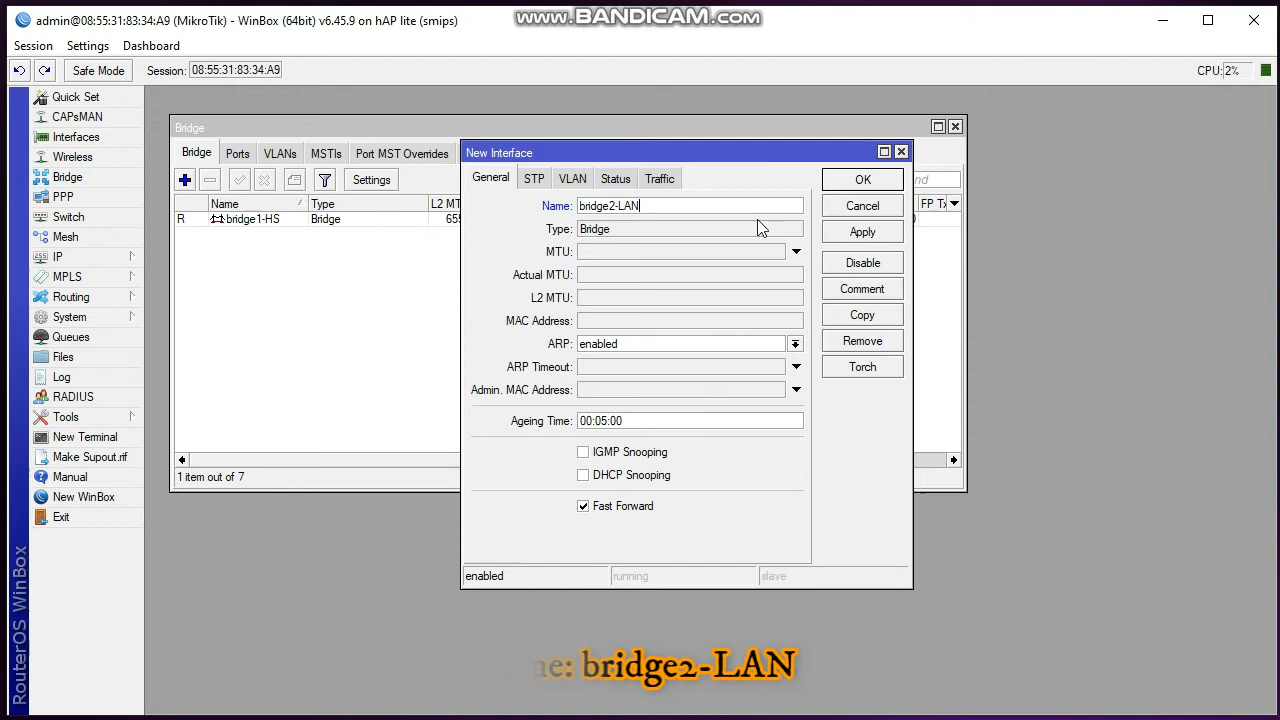 admin@08:55:31:83:34:A9 (MikroTik) - WinBox (64bit) v6.45.9 on hAP lite (smips)
WWW.BANDICAM.COM
Session Settings Dashboard
Safe Mode Session: 08:55:31:83:34:A9 CPU: 2%
Quick Set
CAPsMAN
Interfaces
Wireless
Bridge
PPP
Switch
Mesh
IP
MPLS
Routing
System
Queues
Files
Log
RADIUS
Tools
New Terminal
Make Supout.rif
Manual
New WinBox
Exit
RouterOS WinBox
Bridge
Bridge Ports VLANs MSTIs Port MST Overrides
Settings
Name Type L2 MT FP Tx
R bridge1-HS Bridge 655
1 item out of 7
New Interface
General STP VLAN Status Traffic
Name: bridge2-LAN
Type: Bridge
MTU:
Actual MTU:
L2 MTU:
MAC Address:
ARP: enabled
ARP Timeout:
Admin. MAC Address:
Ageing Time: 00:05:00
IGMP Snooping
DHCP Snooping
Fast Forward
OK
Cancel
Apply
Disable
Comment
Copy
Remove
Torch
enabled running slave
e: bridge2-LAN